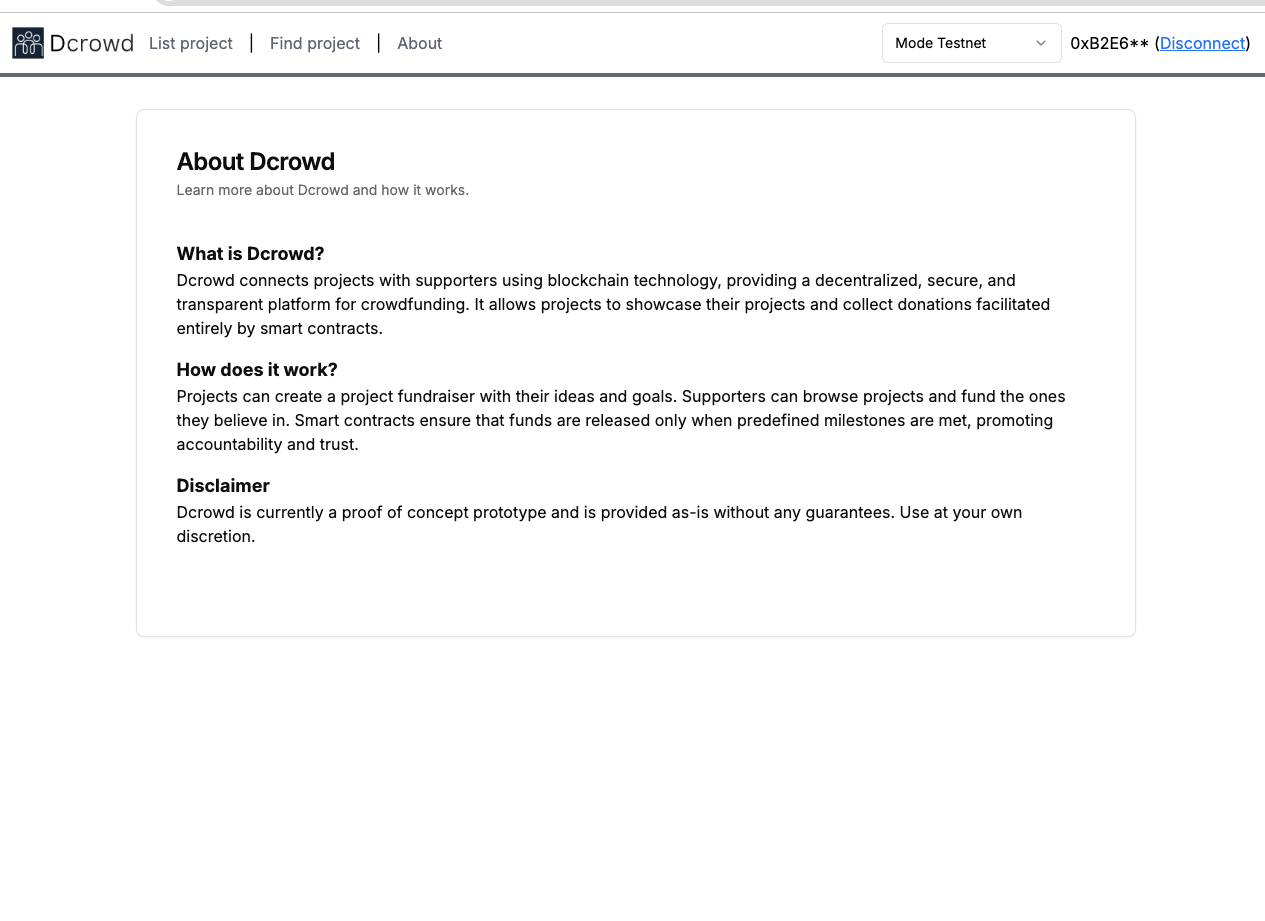 Dcrowd List project | Find project | About Mode Testnet 0xB2E6** (Disconnect)
About Dcrowd
Learn more about Dcrowd and how it works.
What is Dcrowd?
Dcrowd connects projects with supporters using blockchain technology, providing a decentralized, secure, and
transparent platform for crowdfunding. It allows projects to showcase their projects and collect donations facilitated
entirely by smart contracts.
How does it work?
Projects can create a project fundraiser with their ideas and goals. Supporters can browse projects and fund the ones
they believe in. Smart contracts ensure that funds are released only when predefined milestones are met, promoting
accountability and trust.
Disclaimer
Dcrowd is currently a proof of concept prototype and is provided as-is without any guarantees. Use at your own
discretion.